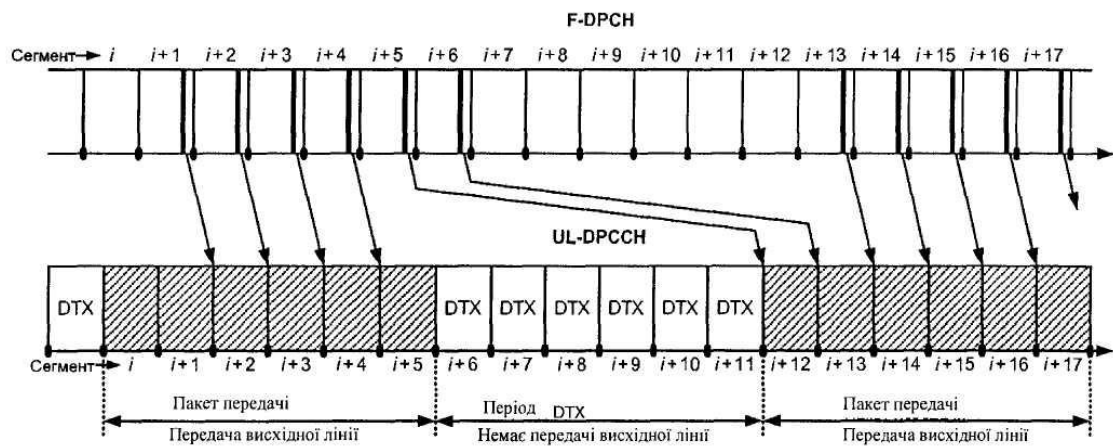 F-DPCH
Сегмент i i+1 i+2 i+3 i+4 i+5 i+6 i+7 i+8 i+9 i+10 i+11 i+12 i+13 i+14 i+15 i+16 i+17
UL-DPCCH
DTX DTX DTX DTX DTX DTX DTX
Сегмент i i+1 i+2 i+3 i+4 i+5 i+6 i+7 i+8 i+9 i+10 i+11 i+12 i+13 i+14 i+15 i+16 i+17
Пакет передачі Період DTX Пакет передачі
Передача висхідної лінії Немає передачі висхідної лінії Передача висхідної лінії